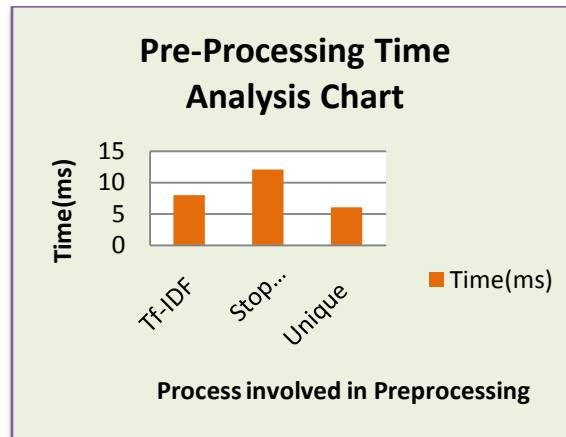 Pre-Processing Time
Analysis Chart
Time(ms)
15
10
5
0
Tf-IDF
Stop...
Unique
Time(ms)
Process involved in Preprocessing